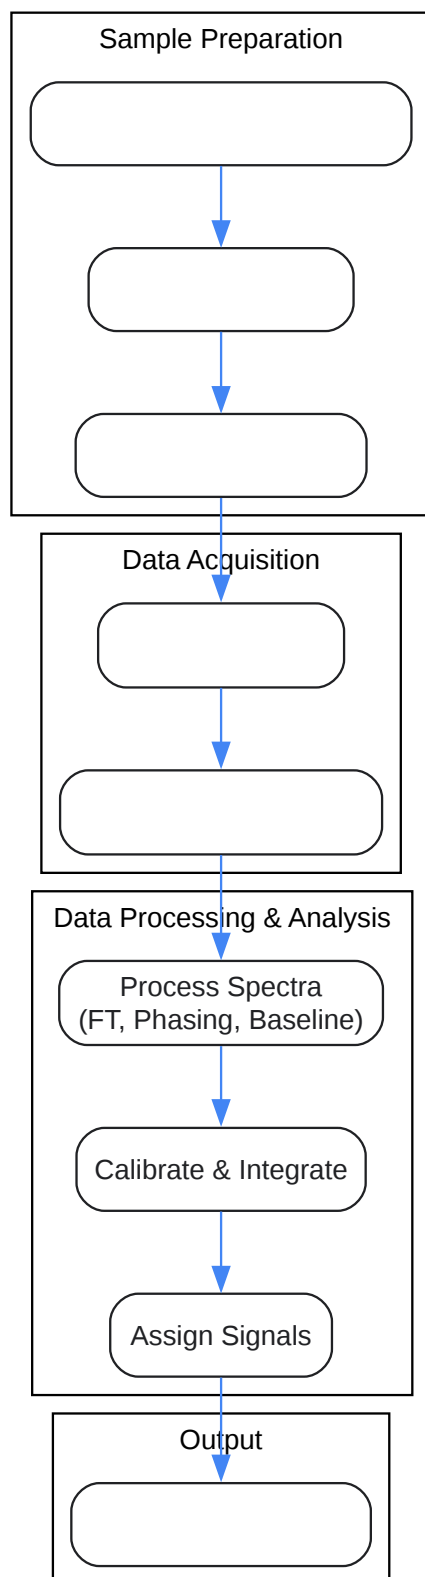 Sample Preparation
Data Acquisition
Data Processing & Analysis
Process Spectra
(FT, Phasing, Baseline)
Calibrate & Integrate
Assign Signals
Output